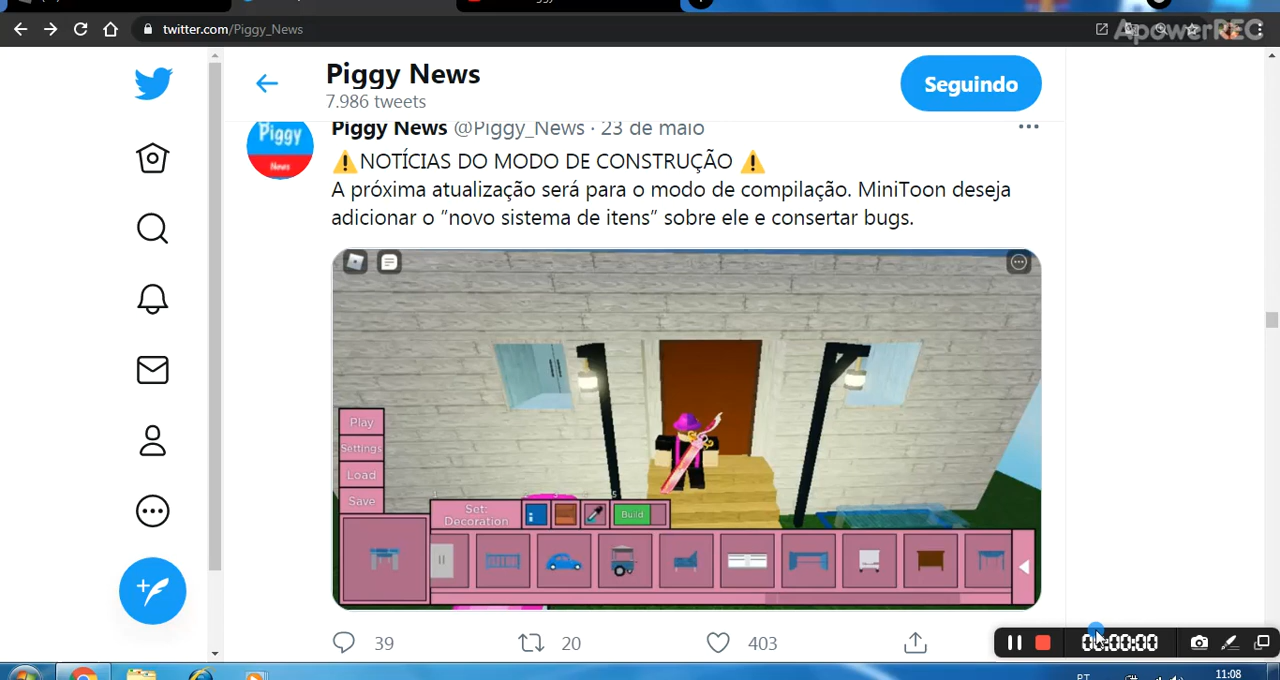 twitter.com/Piggy_News
ApowerREC
Piggy News
7.986 tweets
Seguindo
Piggy News @Piggy_News · 23 de maio
⚠️NOTÍCIAS DO MODO DE CONSTRUÇÃO ⚠️
A próxima atualização será para o modo de compilação. MiniToon deseja
adicionar o "novo sistema de itens" sobre ele e consertar bugs.
Piggy
News
Play
Settings
Load
Save
Set:
Decoration
Build
39 20 403
00:00:00
PT 11:08